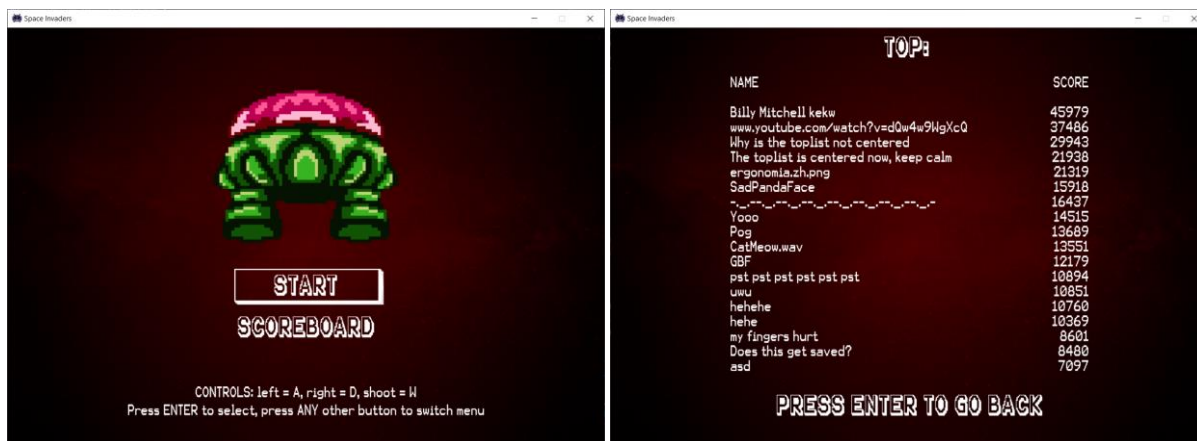 Space Invaders
START
SCOREBOARD
CONTROLS: left = A, right = D, shoot = W
Press ENTER to select, press ANY other button to switch menu
Space Invaders
TOP:
NAME SCORE
Billy Mitchell kekw 45979
www.youtube.com/watch?v=dQw4w9WgXcQ 37486
Why is the toplist not centered 29943
The toplist is centered now, keep calm 21938
ergonomia.zh.png 21319
SadPandaFace 15918
-._.--._.--._.--._.--._.--._.--._.--._.- 16437
Yooo 14515
Pog 13689
CatMeow.wav 13551
GBF 12179
pst pst pst pst pst pst 10894
uwu 10851
hehehe 10760
hehe 10369
my fingers hurt 8601
Does this get saved? 8480
asd 7097
PRESS ENTER TO GO BACK